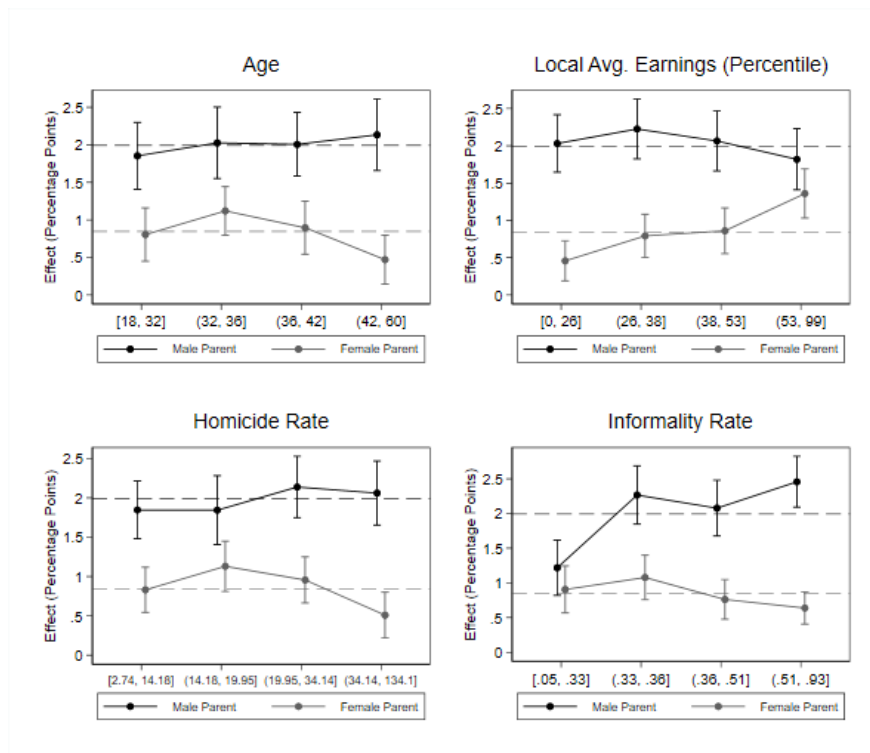 Age
Effect (Percentage Points)
2.5
2
1.5
1
.5
0
[18, 32]
(32, 36]
(36, 42]
(42, 60]
Male Parent
Female Parent
Local Avg. Earnings (Percentile)
Effect (Percentage Points)
2.5
2
1.5
1
.5
0
[0, 26]
(26, 38]
(38, 53]
(53, 99]
Male Parent
Female Parent
Homicide Rate
Effect (Percentage Points)
2.5
2
1.5
1
.5
0
[2.74, 14.18]
(14.18, 19.95]
(19.95, 34.14]
(34.14, 134.1]
Male Parent
Female Parent
Informality Rate
Effect (Percentage Points)
2.5
2
1.5
1
.5
0
[.05, .33]
(.33, .36]
(.36, .51]
(.51, .93]
Male Parent
Female Parent